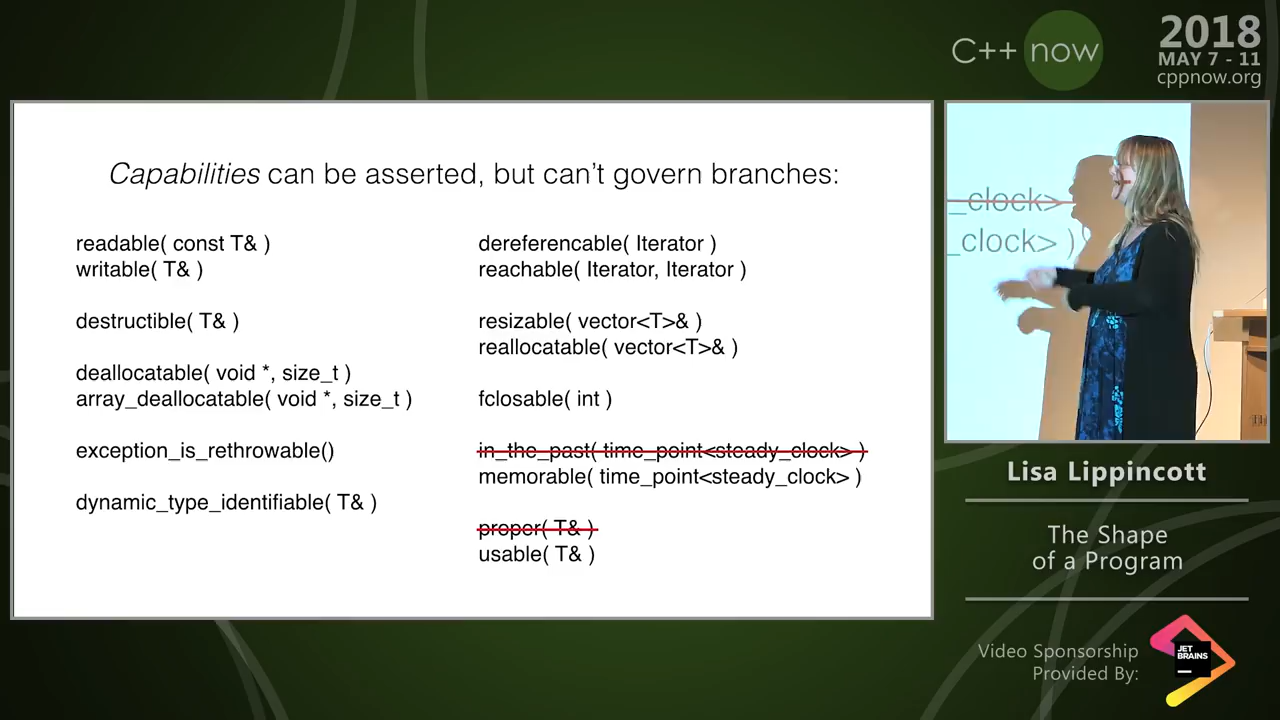 C++ now
2018
MAY 7 - 11
cppnow.org
Capabilities can be asserted, but can't govern branches:
readable( const T& )
writable( T& )
destructible( T& )
deallocatable( void *, size_t )
array_deallocatable( void *, size_t )
exception_is_rethrowable()
dynamic_type_identifiable( T& )
dereferencable( Iterator )
reachable( Iterator, Iterator )
resizable( vector<T>& )
reallocatable( vector<T>& )
fclosable( int )
in_the_past( time_point<steady_clock> )
memorable( time_point<steady_clock> )
proper( T& )
usable( T& )
_clock>
_clock> )
Lisa Lippincott
The Shape
of a Program
Video Sponsorship
Provided By:
JET
BRAINS